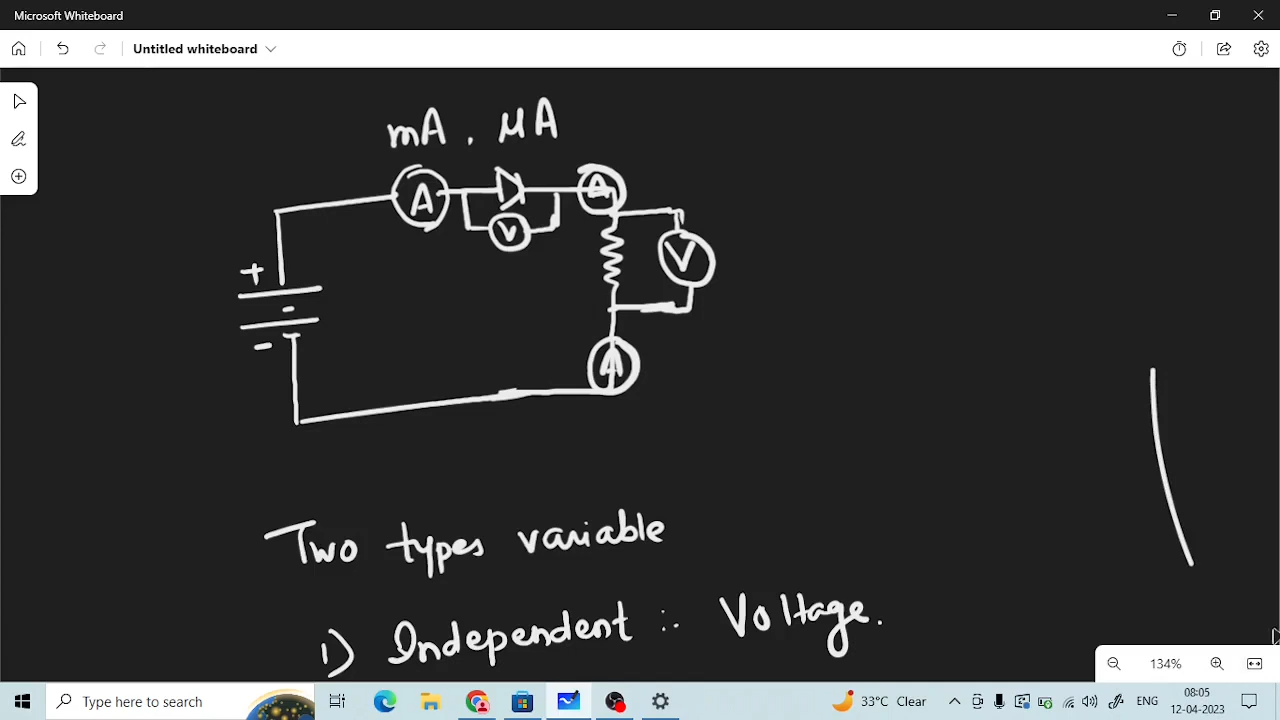 Microsoft Whiteboard
Untitled whiteboard
mA , μA
A
A
V
V
+
-
A
Two types variable
1) Independent :- Voltage.
134%
Type here to search
33°C Clear
ENG
08:05
12-04-2023